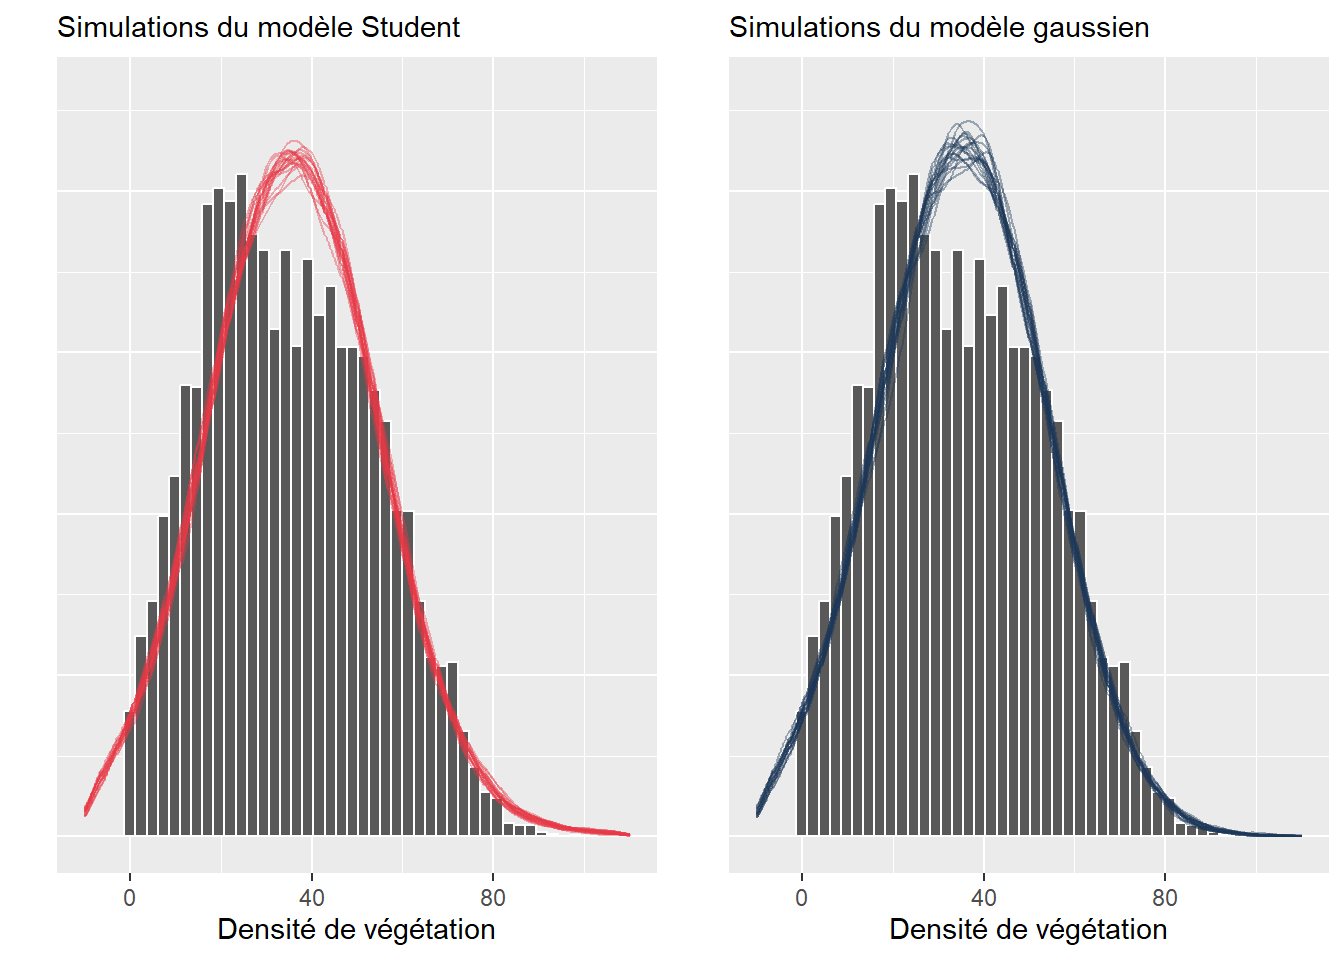 Simulations du modèle Student
Simulations du modèle gaussien
0 40 80
0 40 80
Densité de végétation
Densité de végétation